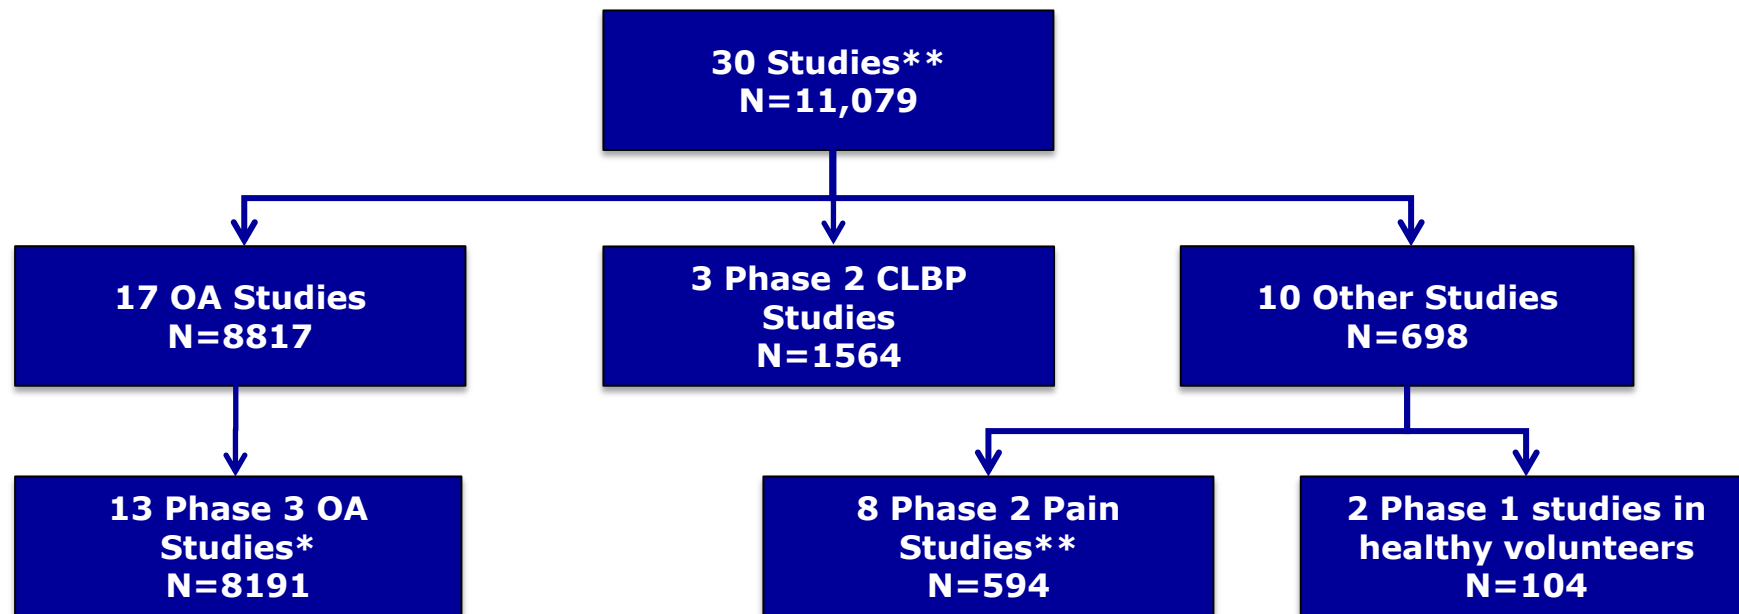 30 Studies**
N=11,079
17 OA Studies
N=8817
3 Phase 2 CLBP
Studies
N=1564
10 Other Studies
N=698
13 Phase 3 OA
Studies*
N=8191
8 Phase 2 Pain
Studies**
N=594
2 Phase 1 studies in
healthy volunteers
N=104